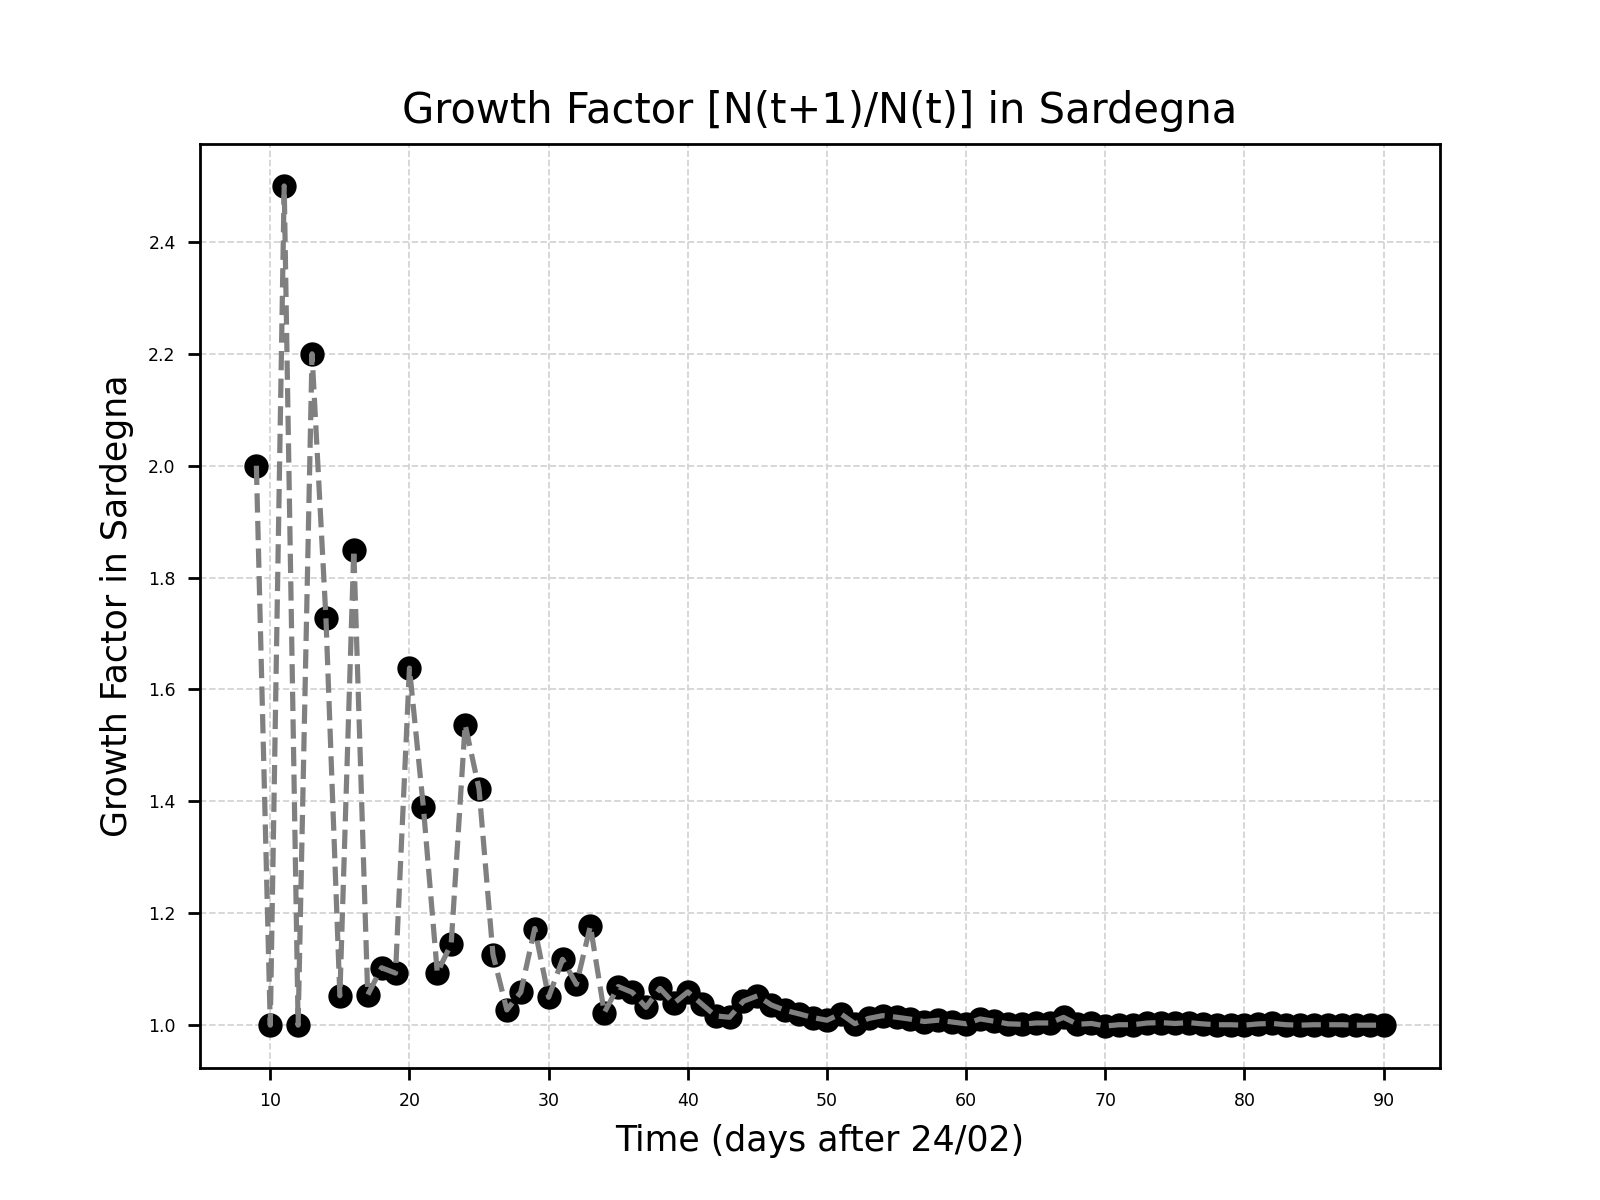 Growth Factor [N(t+1)/N(t)] in Sardegna
Growth Factor in Sardegna
2.4
2.2
2.0
1.8
1.6
1.4
1.2
1.0
10 20 30 40 50 60 70 80 90
Time (days after 24/02)